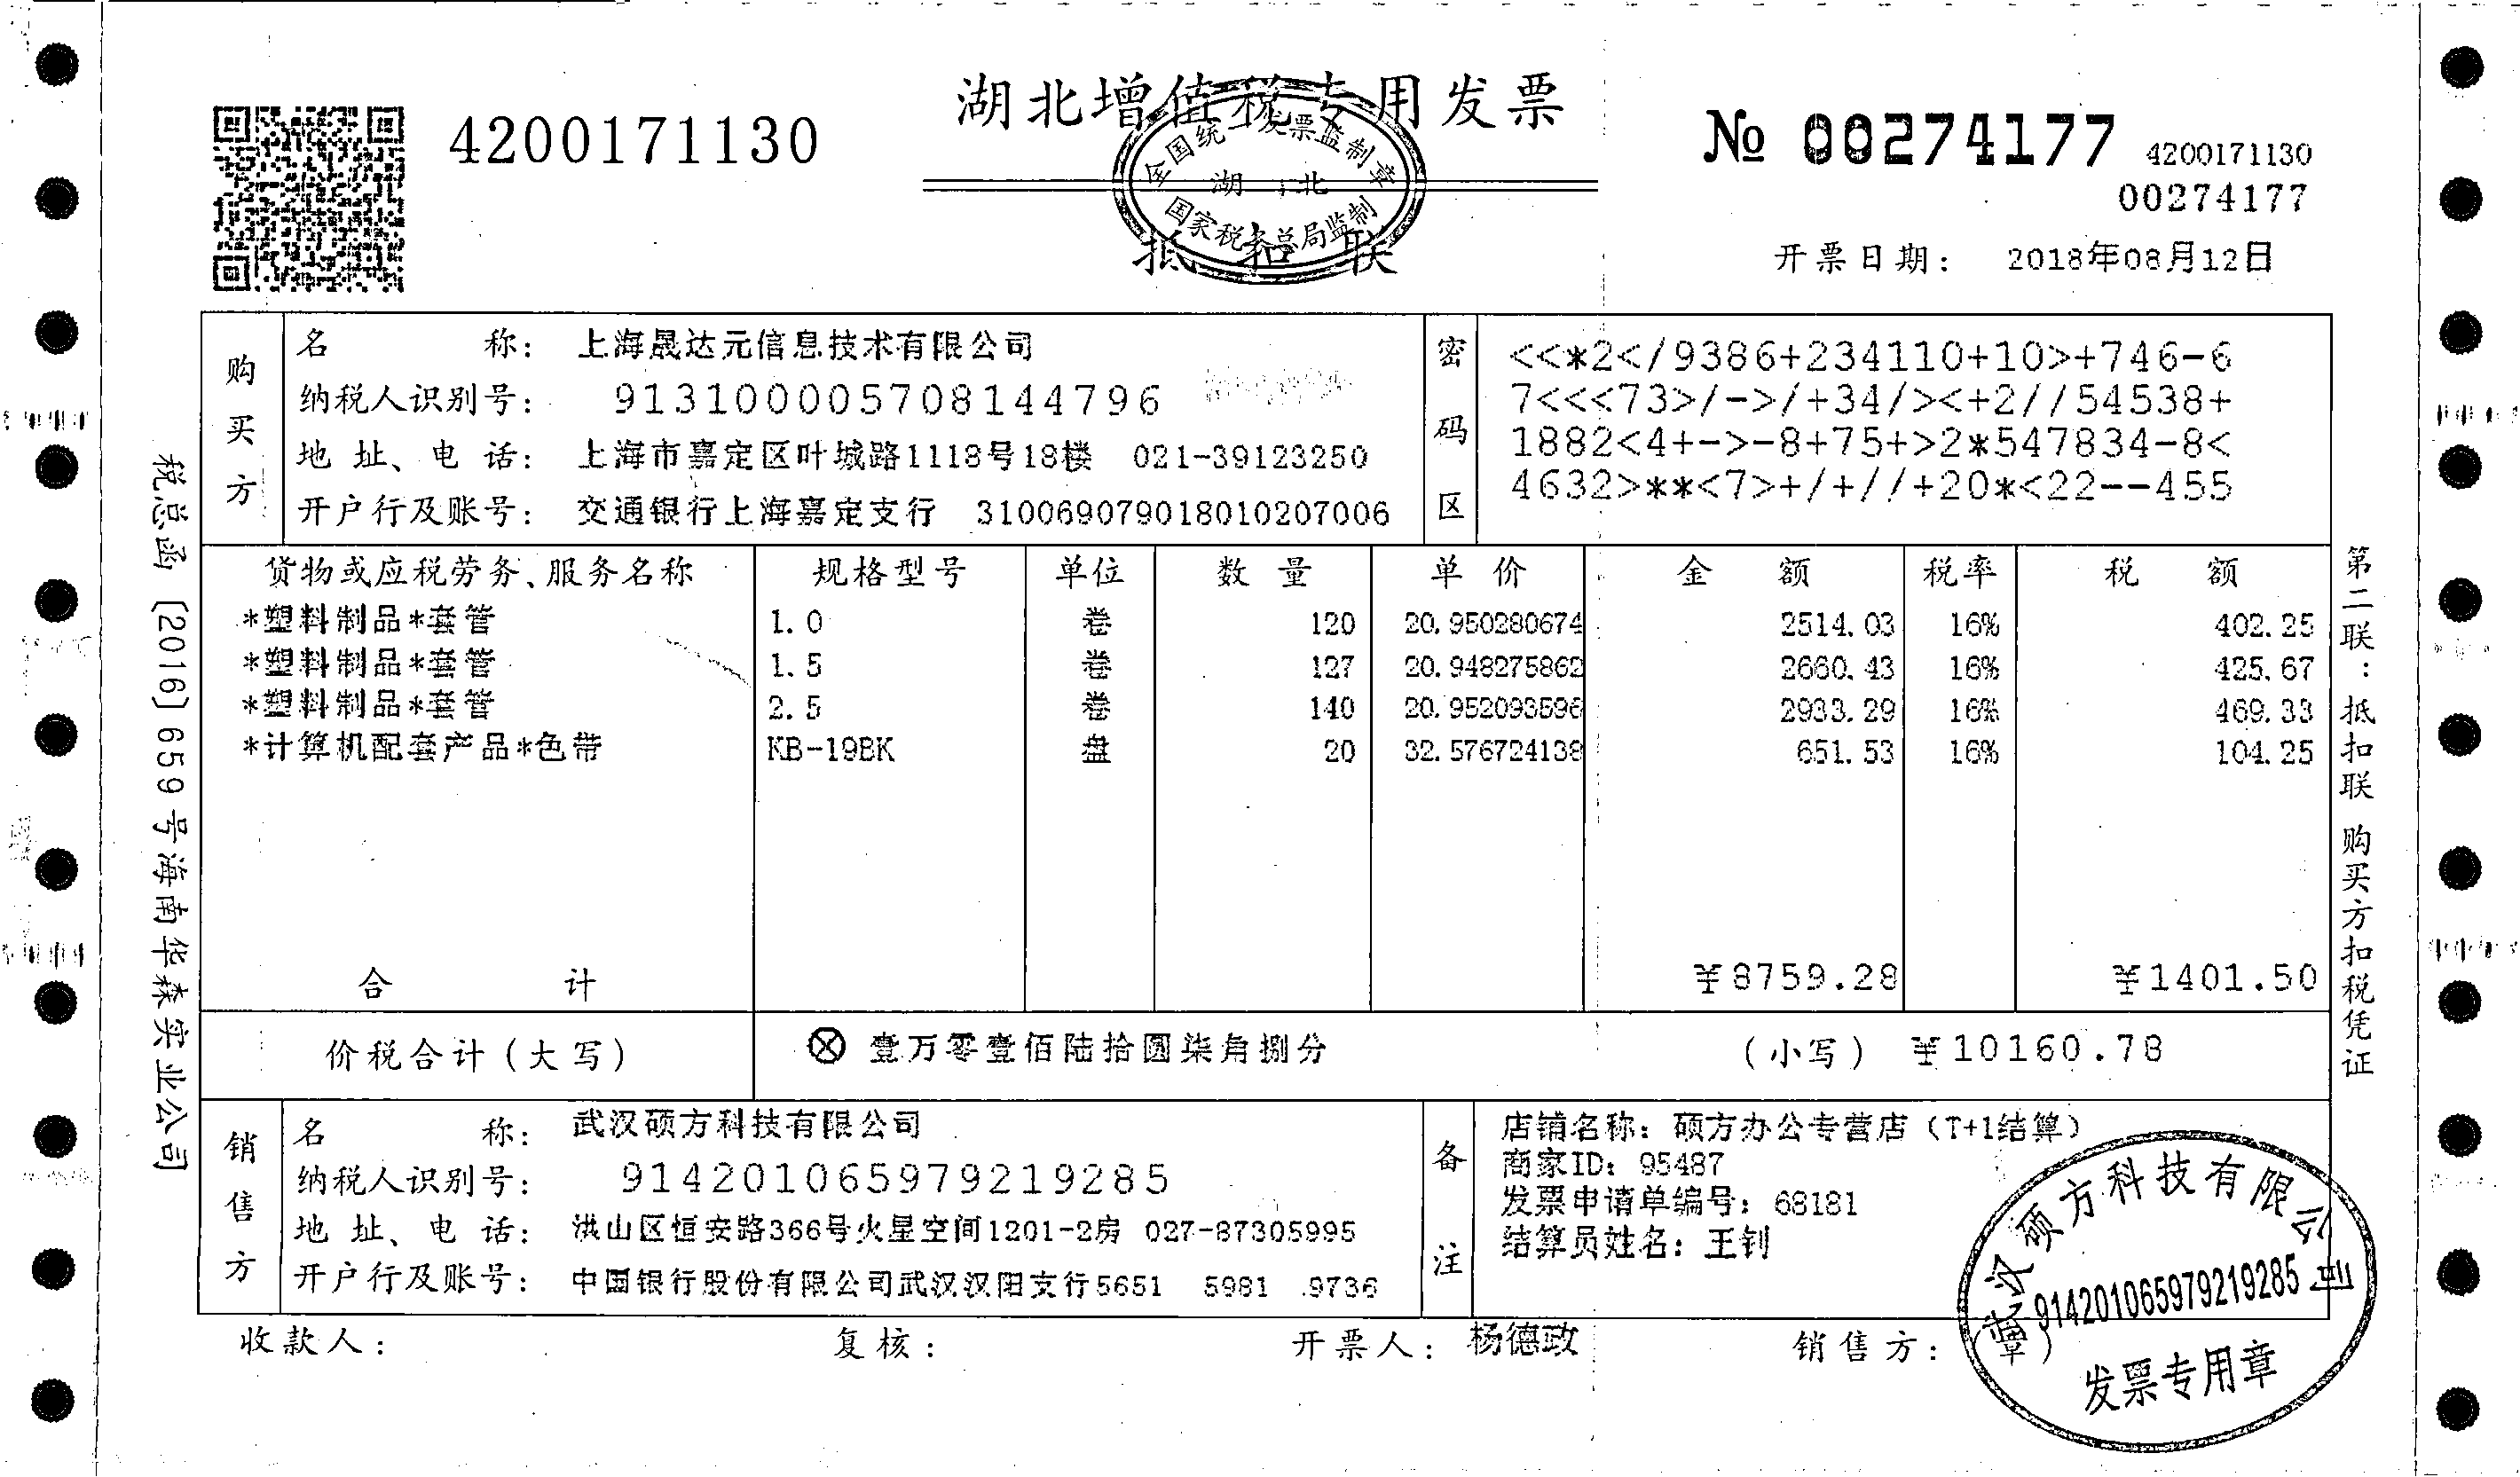 湖北增值税专用发票
4200171130
№ 00274177
4200171130
00274177
全国统一发票监制章
湖 北
国家税务总局监制
抵 扣 联
开票日期: 2018年08月12日
购买方
名 称: 上海晟达元信息技术有限公司
纳税人识别号: 913100005708144796
地 址、电 话: 上海市嘉定区叶城路1118号18楼 021-39123250
开户行及账号: 交通银行上海嘉定支行 310069079018010207006
密码区
<<*2</9386+234110+10>+746-6
7<<<73>/->/+34/><+2//54538+
1882<4+->-8+75+>2*547834-8<
4632>**<7>+/+//+20*<22--455
货物或应税劳务、服务名称 规格型号 单位 数 量 单 价 金 额 税率 税 额
*塑料制品*套管 1.0 卷 120 20.950280674 2514.03 16% 402.25
*塑料制品*套管 1.5 卷 127 20.948275862 2660.43 16% 425.67
*塑料制品*套管 2.5 卷 140 20.952093596 2933.29 16% 469.33
*计算机配套产品*色带 KB-19BK 盘 20 32.576724138 651.53 16% 104.25
合 计 ¥8759.28 ¥1401.50
价税合计(大写) ⊗ 壹万零壹佰陆拾圆柒角捌分 (小写) ¥10160.78
销售方
名 称: 武汉硕方科技有限公司
纳税人识别号: 914201065979219285
地 址、电 话: 洪山区恒安路366号火星空间1201-2房 027-87305995
开户行及账号: 中国银行股份有限公司武汉汉阳支行5651 5981 9736
备注
店铺名称: 硕方办公专营店(T+1结算)
商家ID: 95487
发票申请单编号: 68181
结算员姓名: 王钊
收款人: 复核: 开票人: 杨德政 销售方:(章)
武汉硕方科技有限公司
914201065979219285
发票专用章
税总函〔2016〕659号海南华森实业公司
第二联:抵扣联 购买方扣税凭证